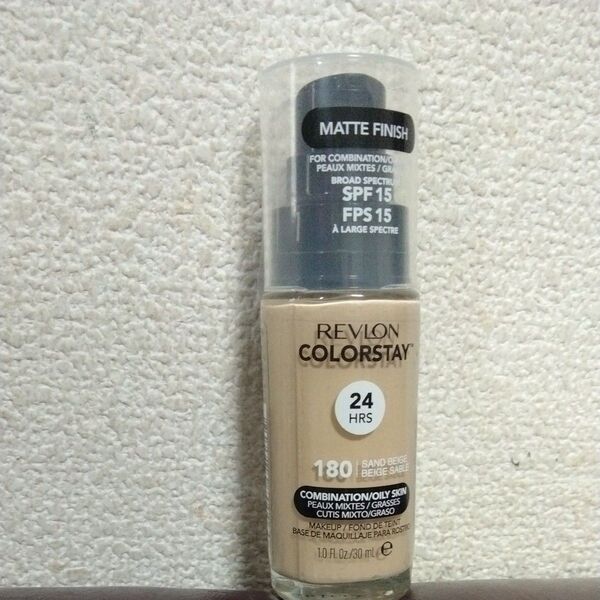 MATTE FINISH
FOR COMBINATION/
PEAUX MIXTES /
BROAD SPECTRU
SPF 15
FPS 15
À LARGE SPECTRE
REVLON
COLORSTAY™
24
HRS
180 SAND BEIGE
BEIGE SABLE
COMBINATION/OILY SKIN
PEAUX MIXTES / GRASSES
CUTIS MIXTO/GRASO
MAKEUP / FOND DE TEINT
BASE DE MAQUILLAJE PARA ROSTRO
1.0 Fl. Oz./30 mL e